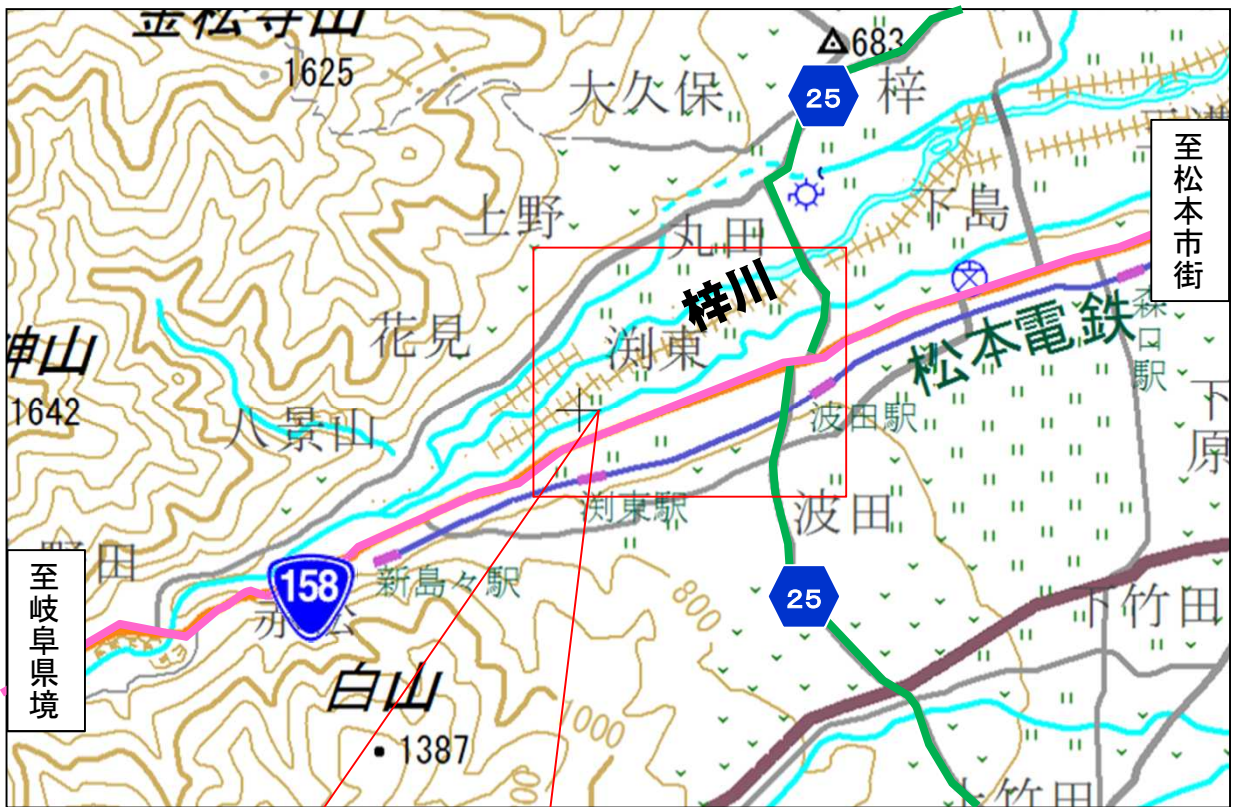 金松寺山
1625
683
大久保
25
梓
至松本市街
上野
丸田
下島
梓川
花見
渕東
松本電鉄
森口駅
1642
八景山
波田駅
下原
渕東駅
波田
至岐阜県境
158
新島々駅
800
25
下竹田
白山
1387
1000